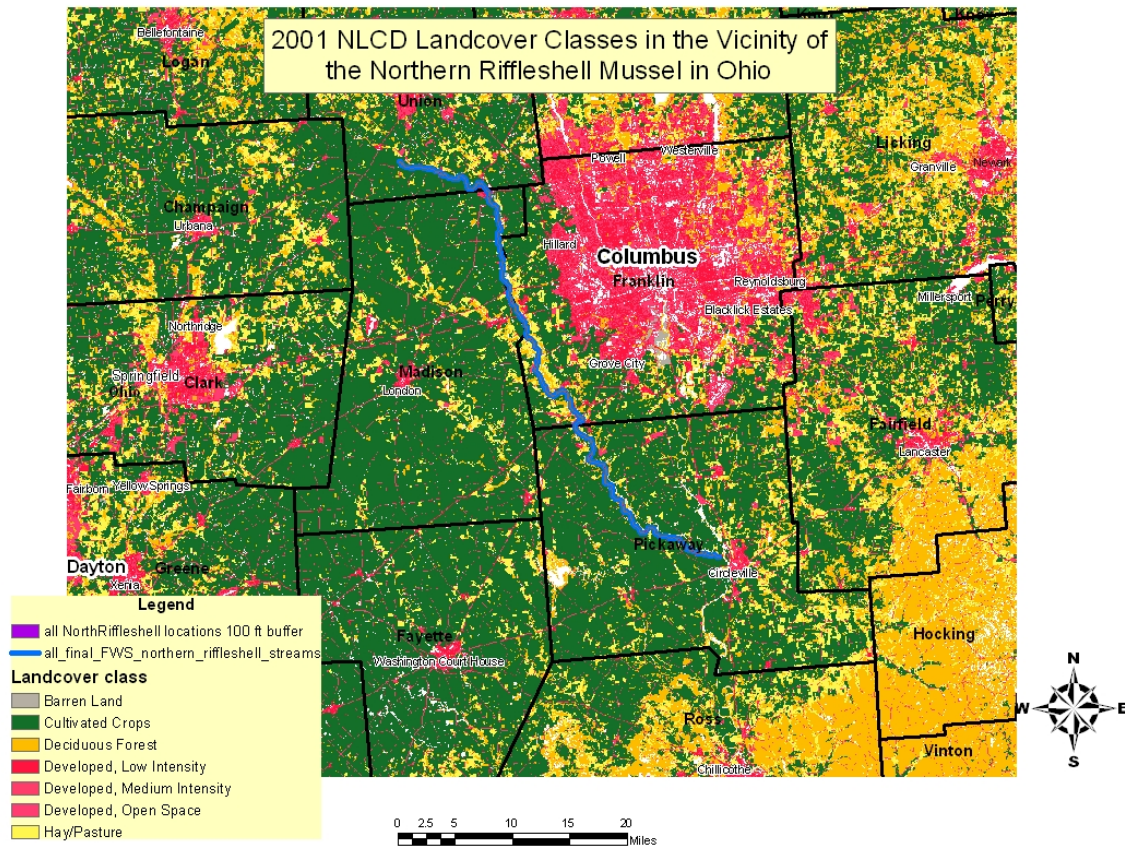 2001 NLCD Landcover Classes in the Vicinity of
the Northern Riffleshell Mussel in Ohio
Bellefontaine
Logan
Union
Powell
Westerville
Licking
Granville
Newark
Champaign
Urbana
Hillard
Columbus
Franklin
Reynoldsburg
Blacklick Estates
Millersport
Perry
Northridge
Springfield
Clark
Ohio
Madison
London
Grove City
Fairfield
Lancaster
Fairborn
Yellow Springs
Pickaway
Circleville
Dayton
Greene
Xenia
Fayette
Washington Court House
Hocking
Ross
Vinton
Chillicothe
Legend
all NorthRiffleshell locations 100 ft buffer
all_final_FWS_northern_riffleshell_streams
Landcover class
Barren Land
Cultivated Crops
Deciduous Forest
Developed, Low Intensity
Developed, Medium Intensity
Developed, Open Space
Hay/Pasture
N
W
E
S
0 2.5 5 10 15 20
Miles